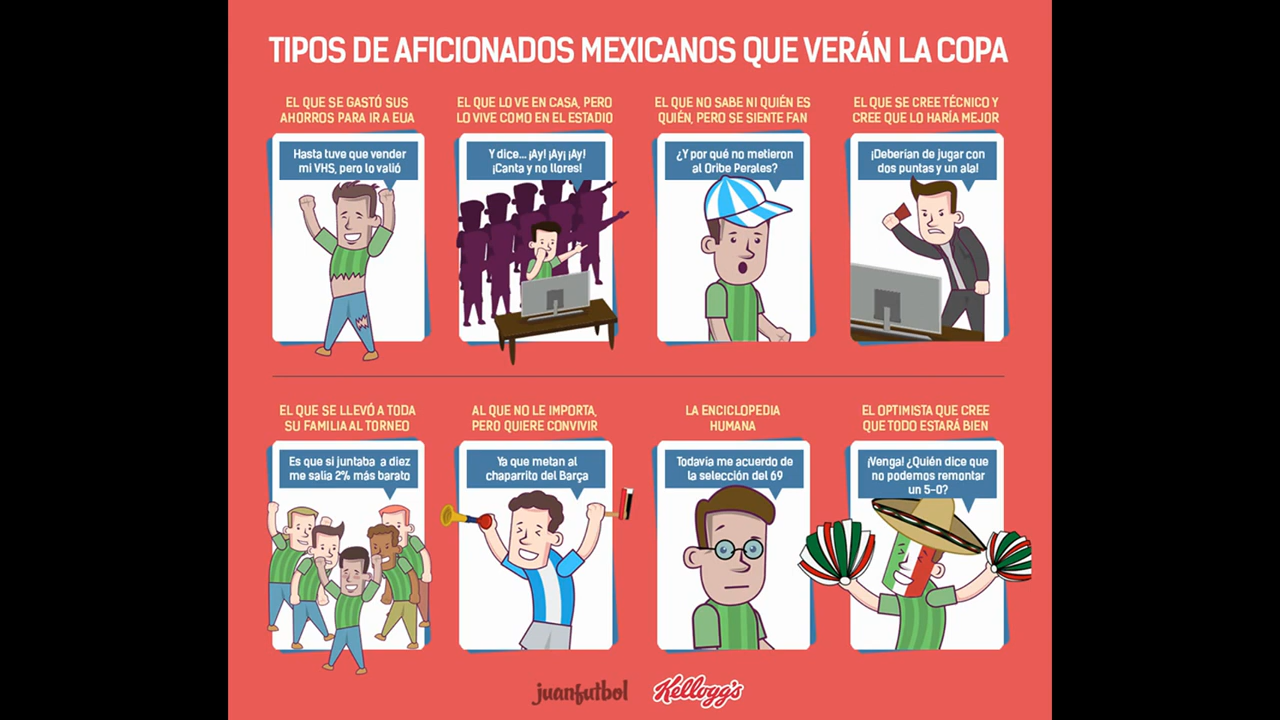 TIPOS DE AFICIONADOS MEXICANOS QUE VERÁN LA COPA
EL QUE SE GASTÓ SUS
AHORROS PARA IR A EUA
Hasta tuve que vender
mi VHS, pero lo valió
EL QUE LO VE EN CASA, PERO
LO VIVE COMO EN EL ESTADIO
Y dice... ¡Ay! ¡Ay¡ ¡Ay!
¡Canta y no llores!
EL QUE NO SABE NI QUIÉN ES
QUIÉN, PERO SE SIENTE FAN
¿Y por qué no metieron
al Oribe Perales?
EL QUE SE CREE TÉCNICO Y
CREE QUE LO HARÍA MEJOR
¡Deberían de jugar con
dos puntas y un ala!
EL QUE SE LLEVÓ A TODA
SU FAMILIA AL TORNEO
Es que si juntaba a diez
me salía 2% más barato
AL QUE NO LE IMPORTA,
PERO QUIERE CONVIVIR
Ya que metan al
chaparrito del Barça
LA ENCICLOPEDIA
HUMANA
Todavía me acuerdo de
la selección del 69
EL OPTIMISTA QUE CREE
QUE TODO ESTARÁ BIEN
¡Venga! ¿Quién dice que
no podemos remontar
un 5-0?
juanfutbol
Kellogg's